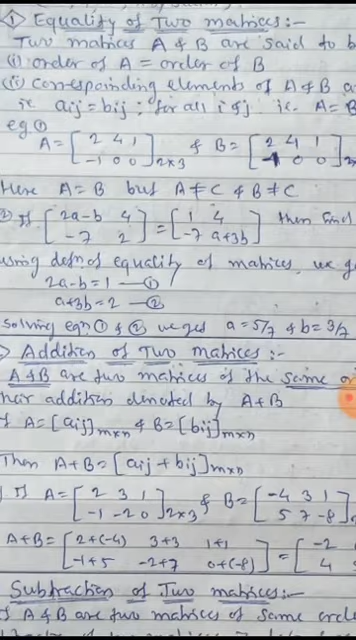 ① Equality of Two matrices:-
Two matrices A & B are said to b
(i) order of A = order of B
(ii) corresponding elements of A & B a
ie aij = bij ; for all i & j ie. A = B
eg ①
A = [2 4 1
-1 0 0]2×3 & B = [2 4 1
-1 0 0]2×
Here A = B but A ≠ C & B ≠ C
2) If [2a-b 4
-7 2] = [1 4
-7 a+3b] then find
using defn of equality of matrices, we g
2a-b = 1 —①
a+3b = 2 —②
Solving eqn ① & ② we get a = 5/7 & b = 3/7
> Addition of Two Matrices :-
A & B are two matrices of the same o
heir addition denoted by A+B
f A = [aij]m×n & B = [bij]m×n
Then A+B = [aij + bij]m×n
) If A = [2 3 1
-1 -2 0]2×3 & B = [-4 3 1
5 7 -8]2
A+B = [2+(-4) 3+3 1+1
-1+5 -2+7 0+(-8)] = [-2
4
Subtraction of Two matrices:-
f A & B are two matrices of same order